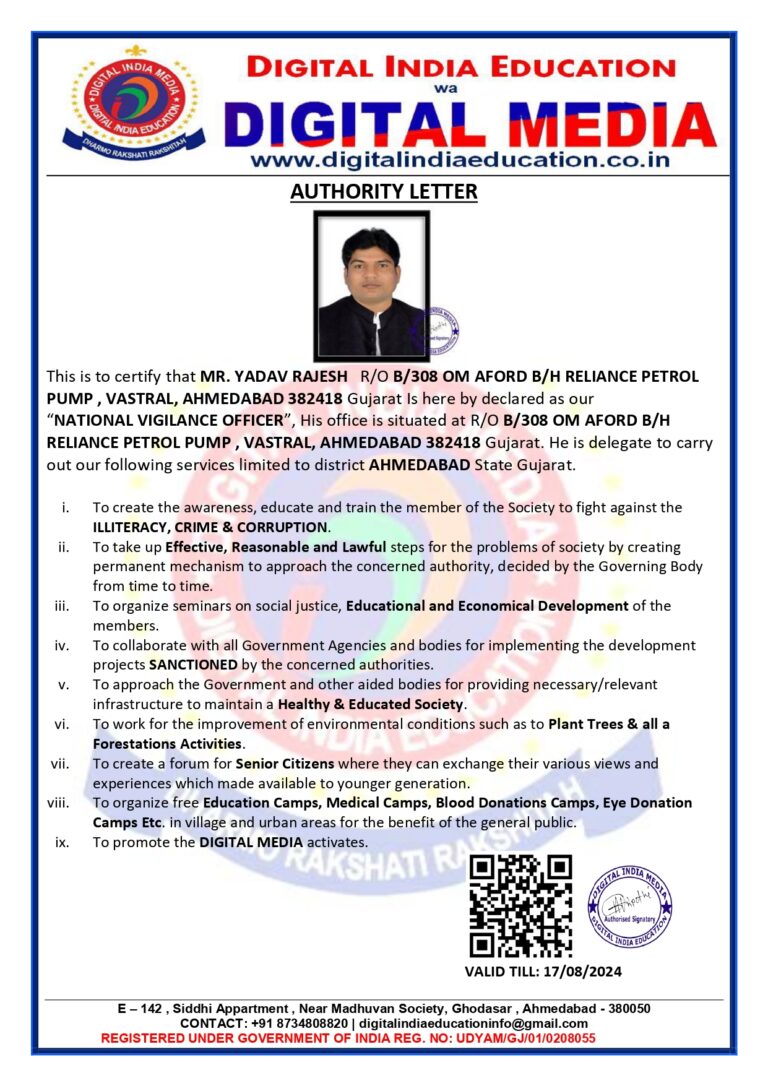 DIGITAL INDIA MEDIA
DIGITAL INDIA EDUCATION
DHARMO RAKSHATI RAKSHITAH
DIGITAL INDIA EDUCATION
wa
DIGITAL MEDIA
www.digitalindiaeducation.co.in
AUTHORITY LETTER
This is to certify that MR. YADAV RAJESH R/O B/308 OM AFORD B/H RELIANCE PETROL
PUMP , VASTRAL, AHMEDABAD 382418 Gujarat Is here by declared as our
“NATIONAL VIGILANCE OFFICER”, His office is situated at R/O B/308 OM AFORD B/H
RELIANCE PETROL PUMP , VASTRAL, AHMEDABAD 382418 Gujarat. He is delegate to carry
out our following services limited to district AHMEDABAD State Gujarat.
i. To create the awareness, educate and train the member of the Society to fight against the
ILLITERACY, CRIME & CORRUPTION.
ii. To take up Effective, Reasonable and Lawful steps for the problems of society by creating
permanent mechanism to approach the concerned authority, decided by the Governing Body
from time to time.
iii. To organize seminars on social justice, Educational and Economical Development of the
members.
iv. To collaborate with all Government Agencies and bodies for implementing the development
projects SANCTIONED by the concerned authorities.
v. To approach the Government and other aided bodies for providing necessary/relevant
infrastructure to maintain a Healthy & Educated Society.
vi. To work for the improvement of environmental conditions such as to Plant Trees & all a
Forestations Activities.
vii. To create a forum for Senior Citizens where they can exchange their various views and
experiences which made available to younger generation.
viii. To organize free Education Camps, Medical Camps, Blood Donations Camps, Eye Donation
Camps Etc. in village and urban areas for the benefit of the general public.
ix. To promote the DIGITAL MEDIA activates.
DIGITAL INDIA MEDIA
Authorised Signatory
DIGITAL INDIA EDUCATION
VALID TILL: 17/08/2024
E – 142 , Siddhi Appartment , Near Madhuvan Society, Ghodasar , Ahmedabad - 380050
CONTACT: +91 8734808820 | digitalindiaeducationinfo@gmail.com
REGISTERED UNDER GOVERNMENT OF INDIA REG. NO: UDYAM/GJ/01/0208055